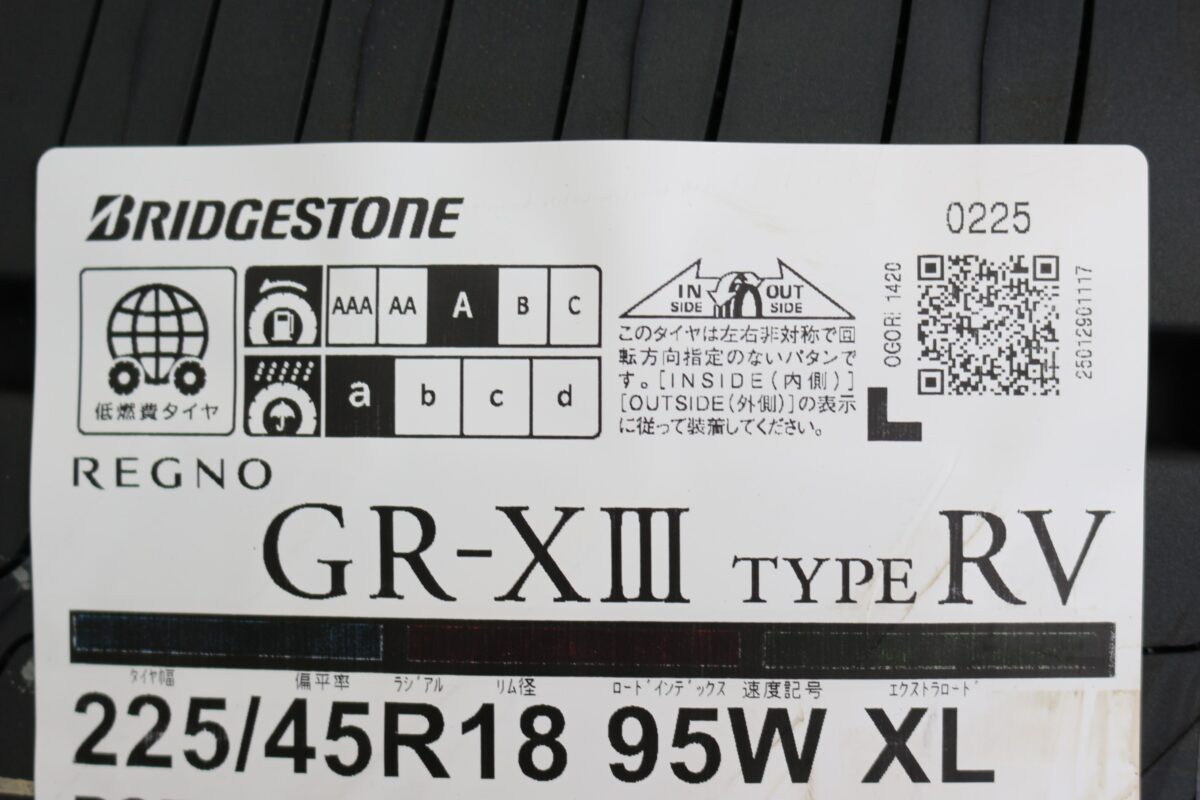 BRIDGESTONE
0225
AAA AA A B C
a b c d
低燃費タイヤ
IN SIDE OUT SIDE
このタイヤは左右非対称で回
転方向指定のないパタンで
す。[INSIDE(内側)]
[OUTSIDE(外側)]の表示
に従って装着してください。
0GORI 1420
25012901117
L
REGNO
GR-XIII TYPE RV
タイヤ幅 偏平率 ラジアル リム径 ロードインデックス 速度記号 エクストラロード
225/45R18 95W XL